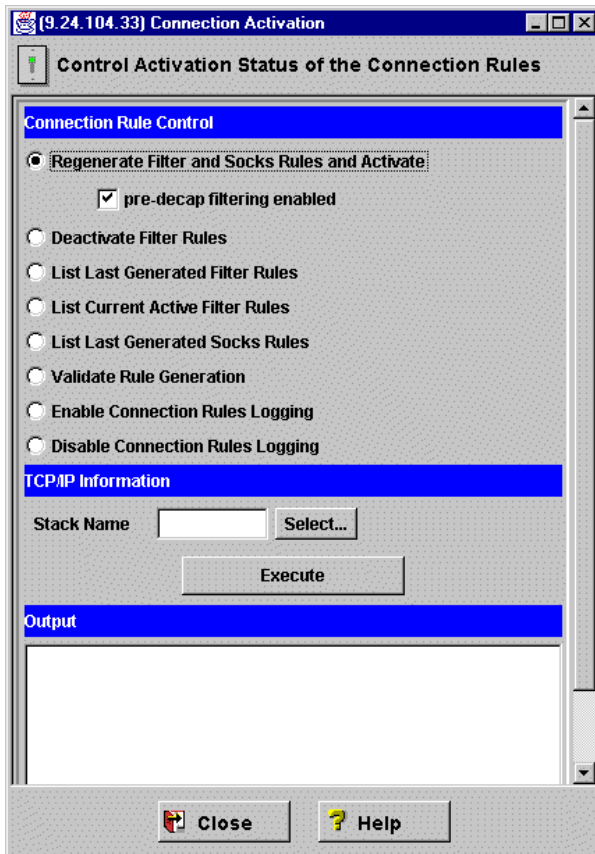 (9.24.104.33) Connection Activation
Control Activation Status of the Connection Rules
Connection Rule Control
Regenerate Filter and Socks Rules and Activate
pre-decap filtering enabled
Deactivate Filter Rules
List Last Generated Filter Rules
List Current Active Filter Rules
List Last Generated Socks Rules
Validate Rule Generation
Enable Connection Rules Logging
Disable Connection Rules Logging
TCP/IP Information
Stack Name Select...
Execute
Output
Close ? Help